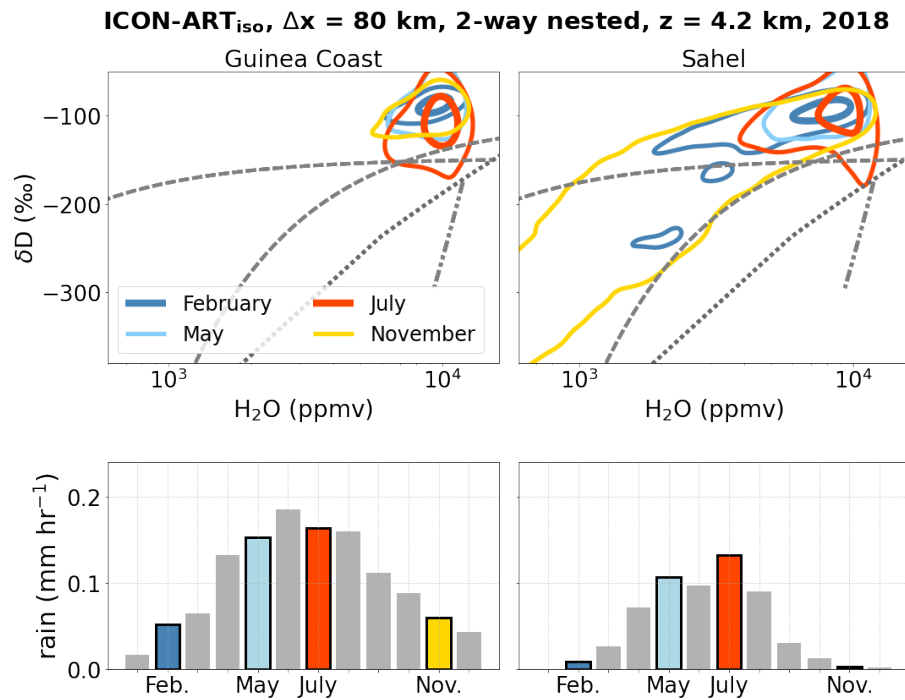 ICON-ART_iso, Δx = 80 km, 2-way nested, z = 4.2 km, 2018
Guinea Coast Sahel
−100
−200
−300
δD (‰)
February July
May November
10³ 10⁴ 10³ 10⁴
H₂O (ppmv) H₂O (ppmv)
0.2
0.1
0.0
rain (mm hr⁻¹)
Feb. May July Nov. Feb. May July Nov.